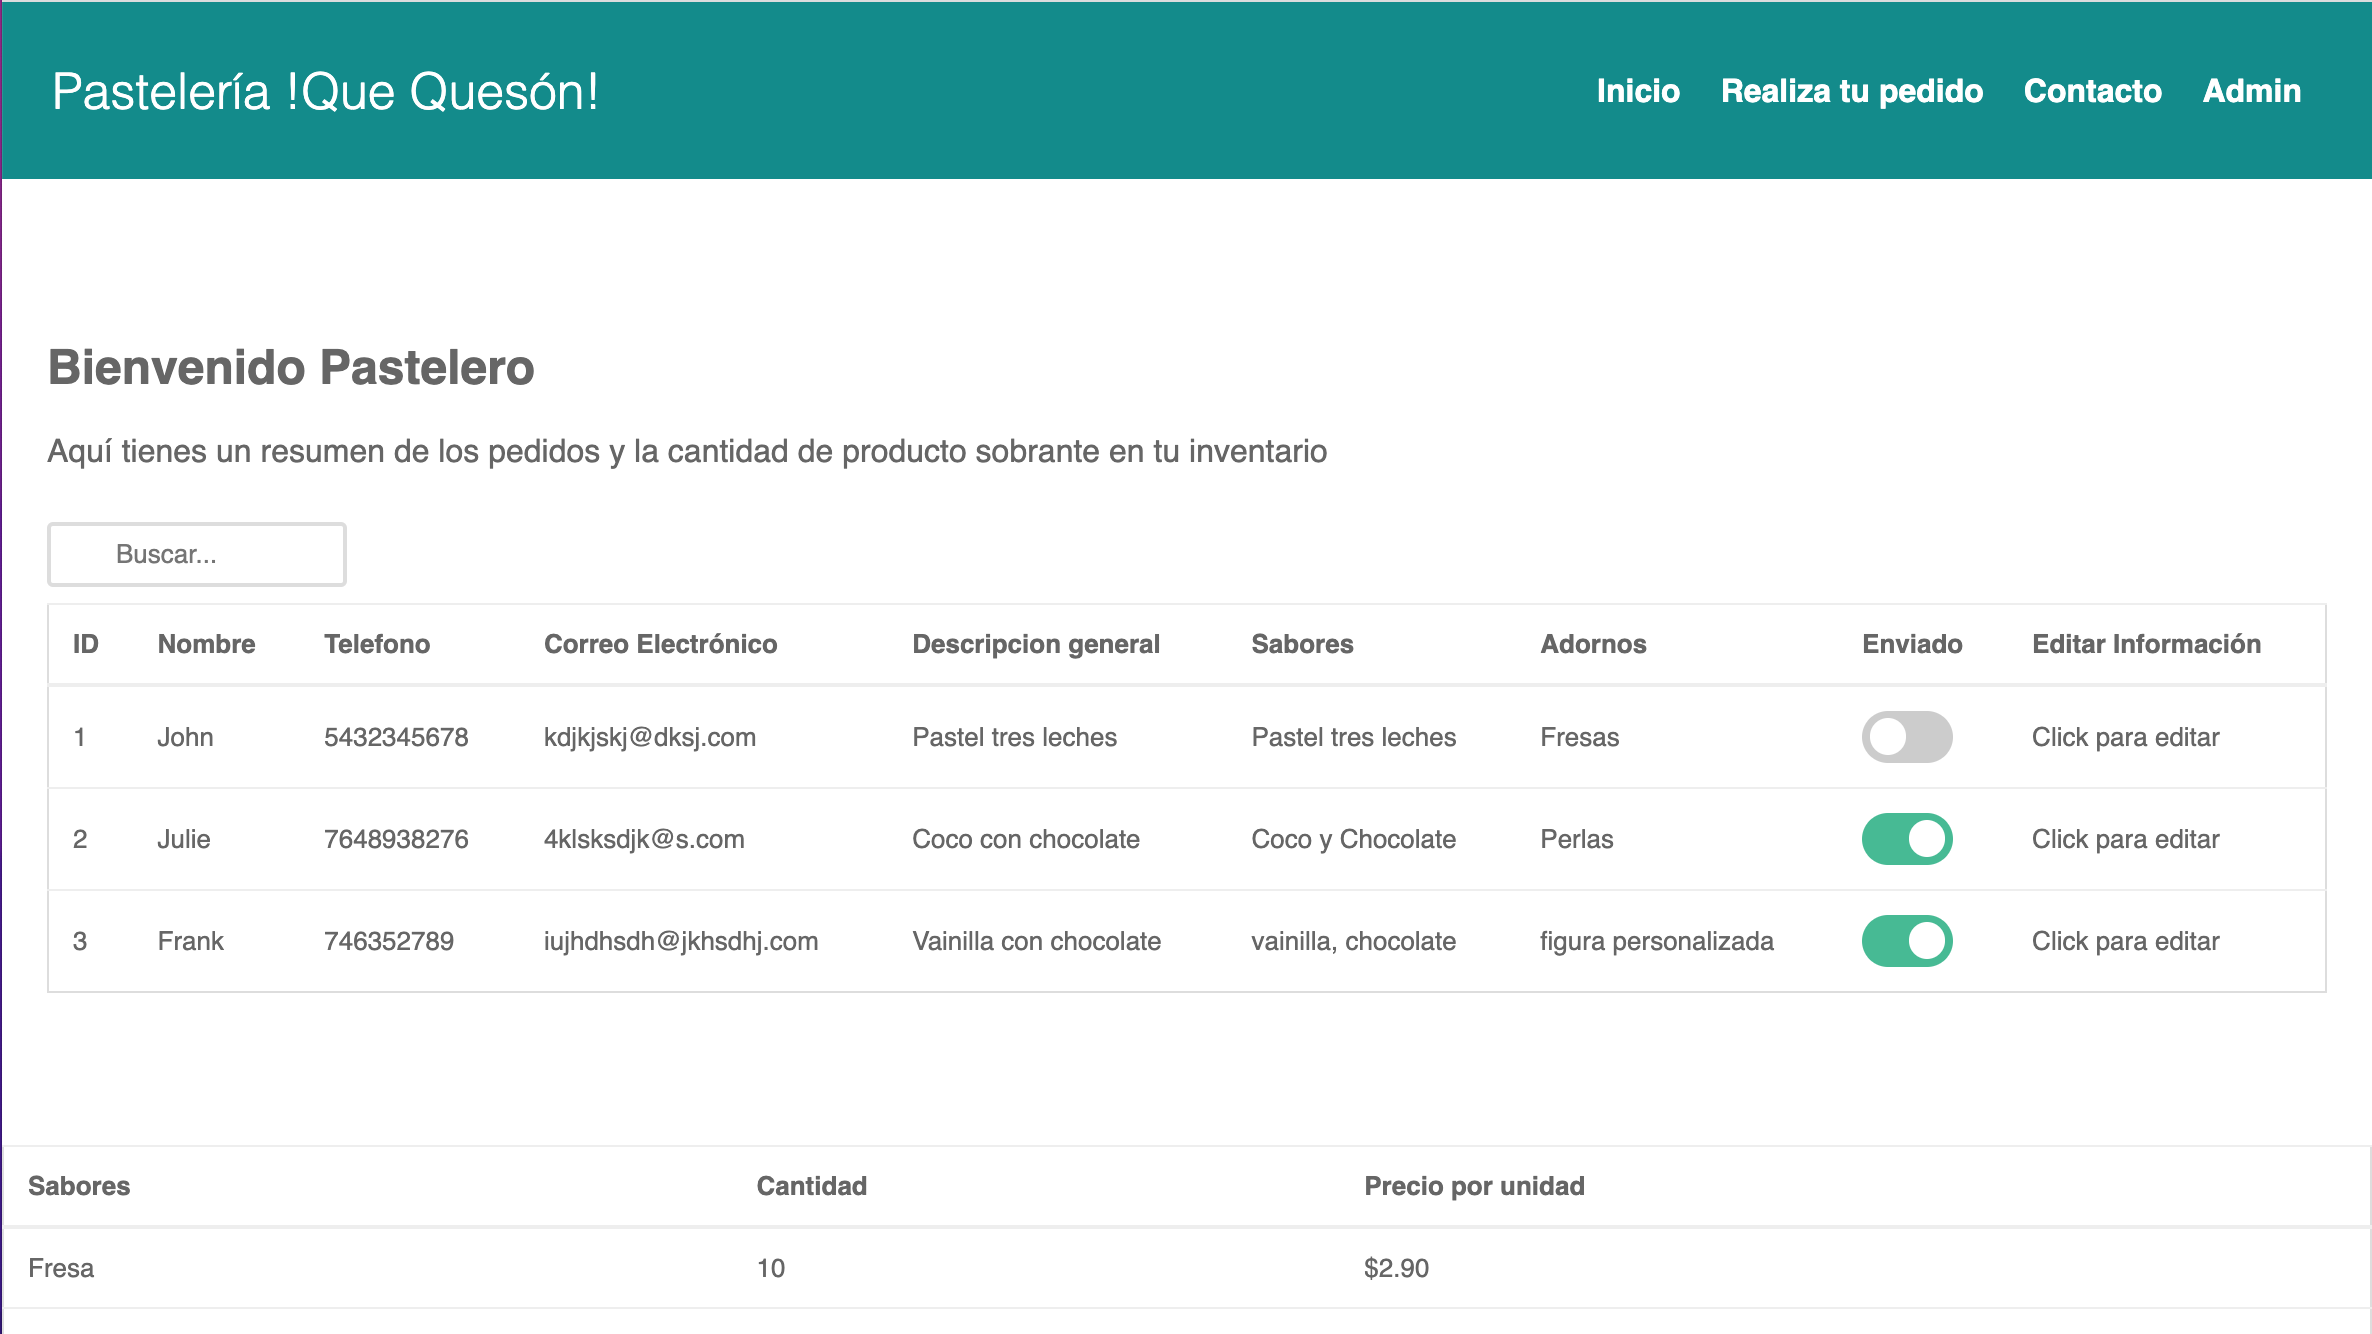 Pastelería !Que Quesón! Inicio Realiza tu pedido Contacto Admin
Bienvenido Pastelero
Aquí tienes un resumen de los pedidos y la cantidad de producto sobrante en tu inventario
Buscar...
ID Nombre Telefono Correo Electrónico Descripcion general Sabores Adornos Enviado Editar Información
1 John 5432345678 kdjkjskj@dksj.com Pastel tres leches Pastel tres leches Fresas Click para editar
2 Julie 7648938276 4klsksdjk@s.com Coco con chocolate Coco y Chocolate Perlas Click para editar
3 Frank 746352789 iujhdhsdh@jkhsdhj.com Vainilla con chocolate vainilla, chocolate figura personalizada Click para editar
Sabores Cantidad Precio por unidad
Fresa 10 $2.90